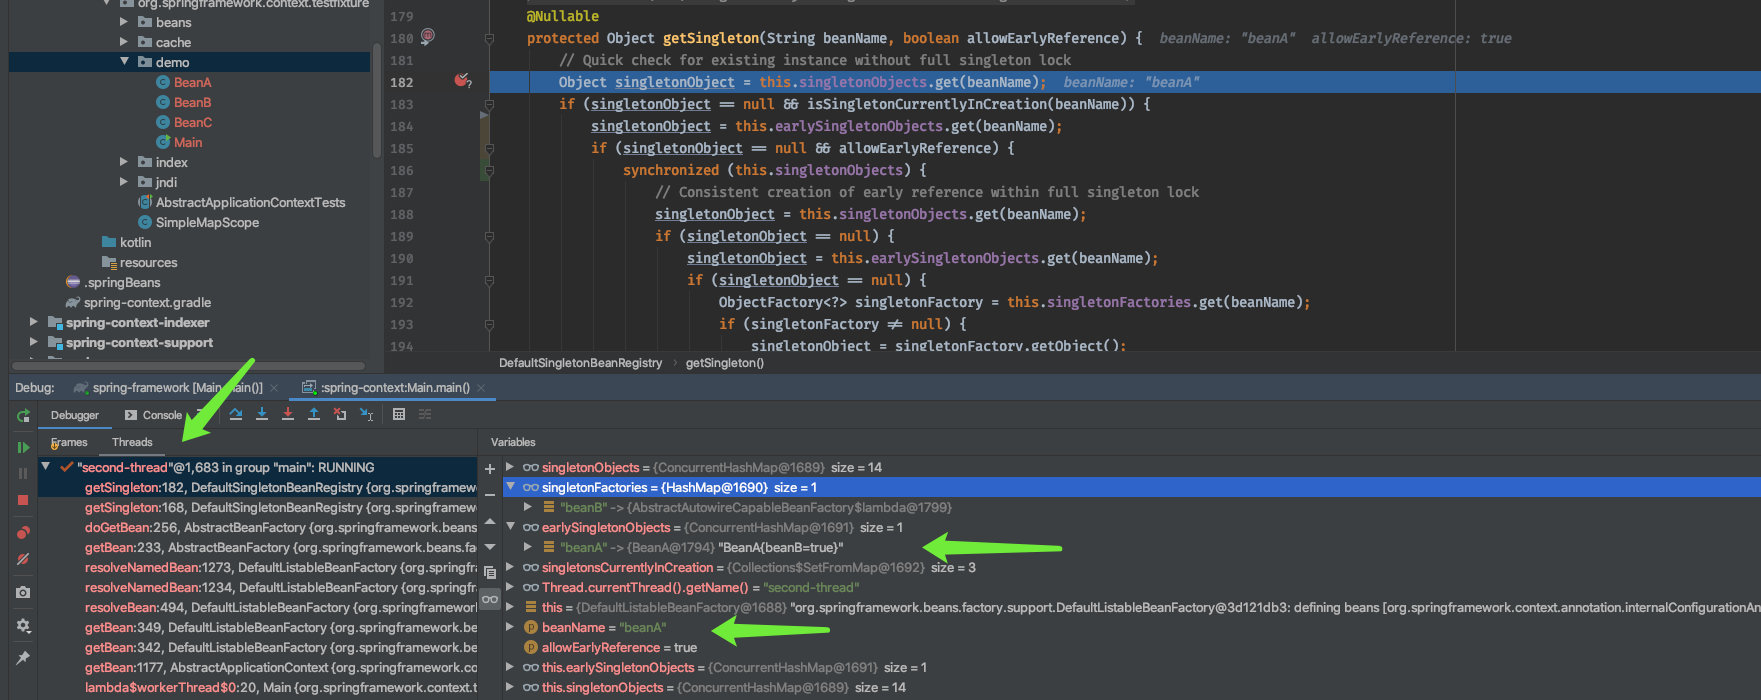 org.springframework.context.testfixture
beans
cache
demo
BeanA
BeanB
BeanC
Main
index
jndi
AbstractApplicationContextTests
SimpleMapScope
kotlin
resources
.springBeans
spring-context.gradle
spring-context-indexer
spring-context-support
179 @Nullable
180 protected Object getSingleton(String beanName, boolean allowEarlyReference) { beanName: "beanA" allowEarlyReference: true
181 // Quick check for existing instance without full singleton lock
182 Object singletonObject = this.singletonObjects.get(beanName); beanName: "beanA"
183 if (singletonObject == null && isSingletonCurrentlyInCreation(beanName)) {
184 singletonObject = this.earlySingletonObjects.get(beanName);
185 if (singletonObject == null && allowEarlyReference) {
186 synchronized (this.singletonObjects) {
187 // Consistent creation of early reference within full singleton lock
188 singletonObject = this.singletonObjects.get(beanName);
189 if (singletonObject == null) {
190 singletonObject = this.earlySingletonObjects.get(beanName);
191 if (singletonObject == null) {
192 ObjectFactory<?> singletonFactory = this.singletonFactories.get(beanName);
193 if (singletonFactory ≠ null) {
194 singletonObject = singletonFactory.getObject();
DefaultSingletonBeanRegistry › getSingleton()
Debug: spring-framework [Main.main()] × :spring-context:Main.main() ×
Debugger Console
Frames Threads
"second-thread"@1,683 in group "main": RUNNING
getSingleton:182, DefaultSingletonBeanRegistry {org.springframew
getSingleton:168, DefaultSingletonBeanRegistry {org.springframew
doGetBean:256, AbstractBeanFactory {org.springframework.beans
getBean:233, AbstractBeanFactory {org.springframework.beans.fa
resolveNamedBean:1273, DefaultListableBeanFactory {org.springf
resolveNamedBean:1234, DefaultListableBeanFactory {org.springf
resolveBean:494, DefaultListableBeanFactory {org.springframewo
getBean:349, DefaultListableBeanFactory {org.springframework.be
getBean:342, DefaultListableBeanFactory {org.springframework.be
getBean:1177, AbstractApplicationContext {org.springframework.c
lambda$workerThread$0:20, Main {org.springframework.context.t
Variables
singletonObjects = {ConcurrentHashMap@1689} size = 14
singletonFactories = {HashMap@1690} size = 1
"beanB" -> {AbstractAutowireCapableBeanFactory$lambda@1799}
earlySingletonObjects = {ConcurrentHashMap@1691} size = 1
"beanA" -> {BeanA@1794} "BeanA{beanB=true}"
singletonsCurrentlyInCreation = {Collections$SetFromMap@1692} size = 3
Thread.currentThread().getName() = "second-thread"
this = {DefaultListableBeanFactory@1688} "org.springframework.beans.factory.support.DefaultListableBeanFactory@3d121db3: defining beans [org.springframework.context.annotation.internalConfigurationAn
beanName = "beanA"
allowEarlyReference = true
this.earlySingletonObjects = {ConcurrentHashMap@1691} size = 1
this.singletonObjects = {ConcurrentHashMap@1689} size = 14